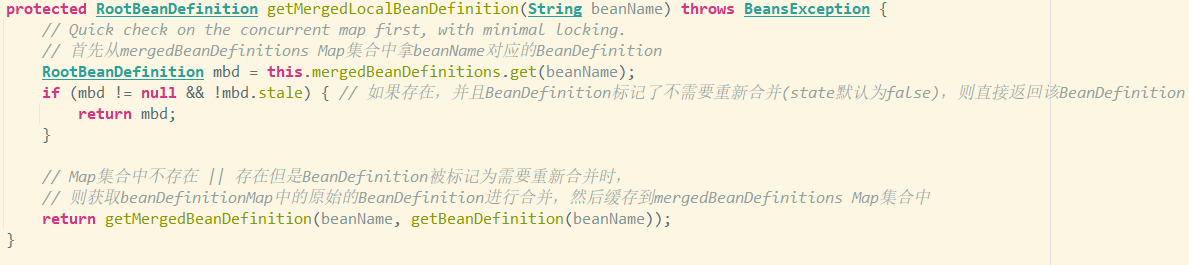 protected RootBeanDefinition getMergedLocalBeanDefinition(String beanName) throws BeansException {
// Quick check on the concurrent map first, with minimal locking.
// 首先从mergedBeanDefinitions Map集合中拿beanName对应的BeanDefinition
RootBeanDefinition mbd = this.mergedBeanDefinitions.get(beanName);
if (mbd != null && !mbd.stale) { // 如果存在，并且BeanDefinition标记了不需要重新合并(state默认为false)，则直接返回该BeanDefinition
return mbd;
}
// Map集合中不存在 || 存在但是BeanDefinition被标记为需要重新合并时，
// 则获取beanDefinitionMap中的原始的BeanDefinition进行合并，然后缓存到mergedBeanDefinitions Map集合中
return getMergedBeanDefinition(beanName, getBeanDefinition(beanName));
}